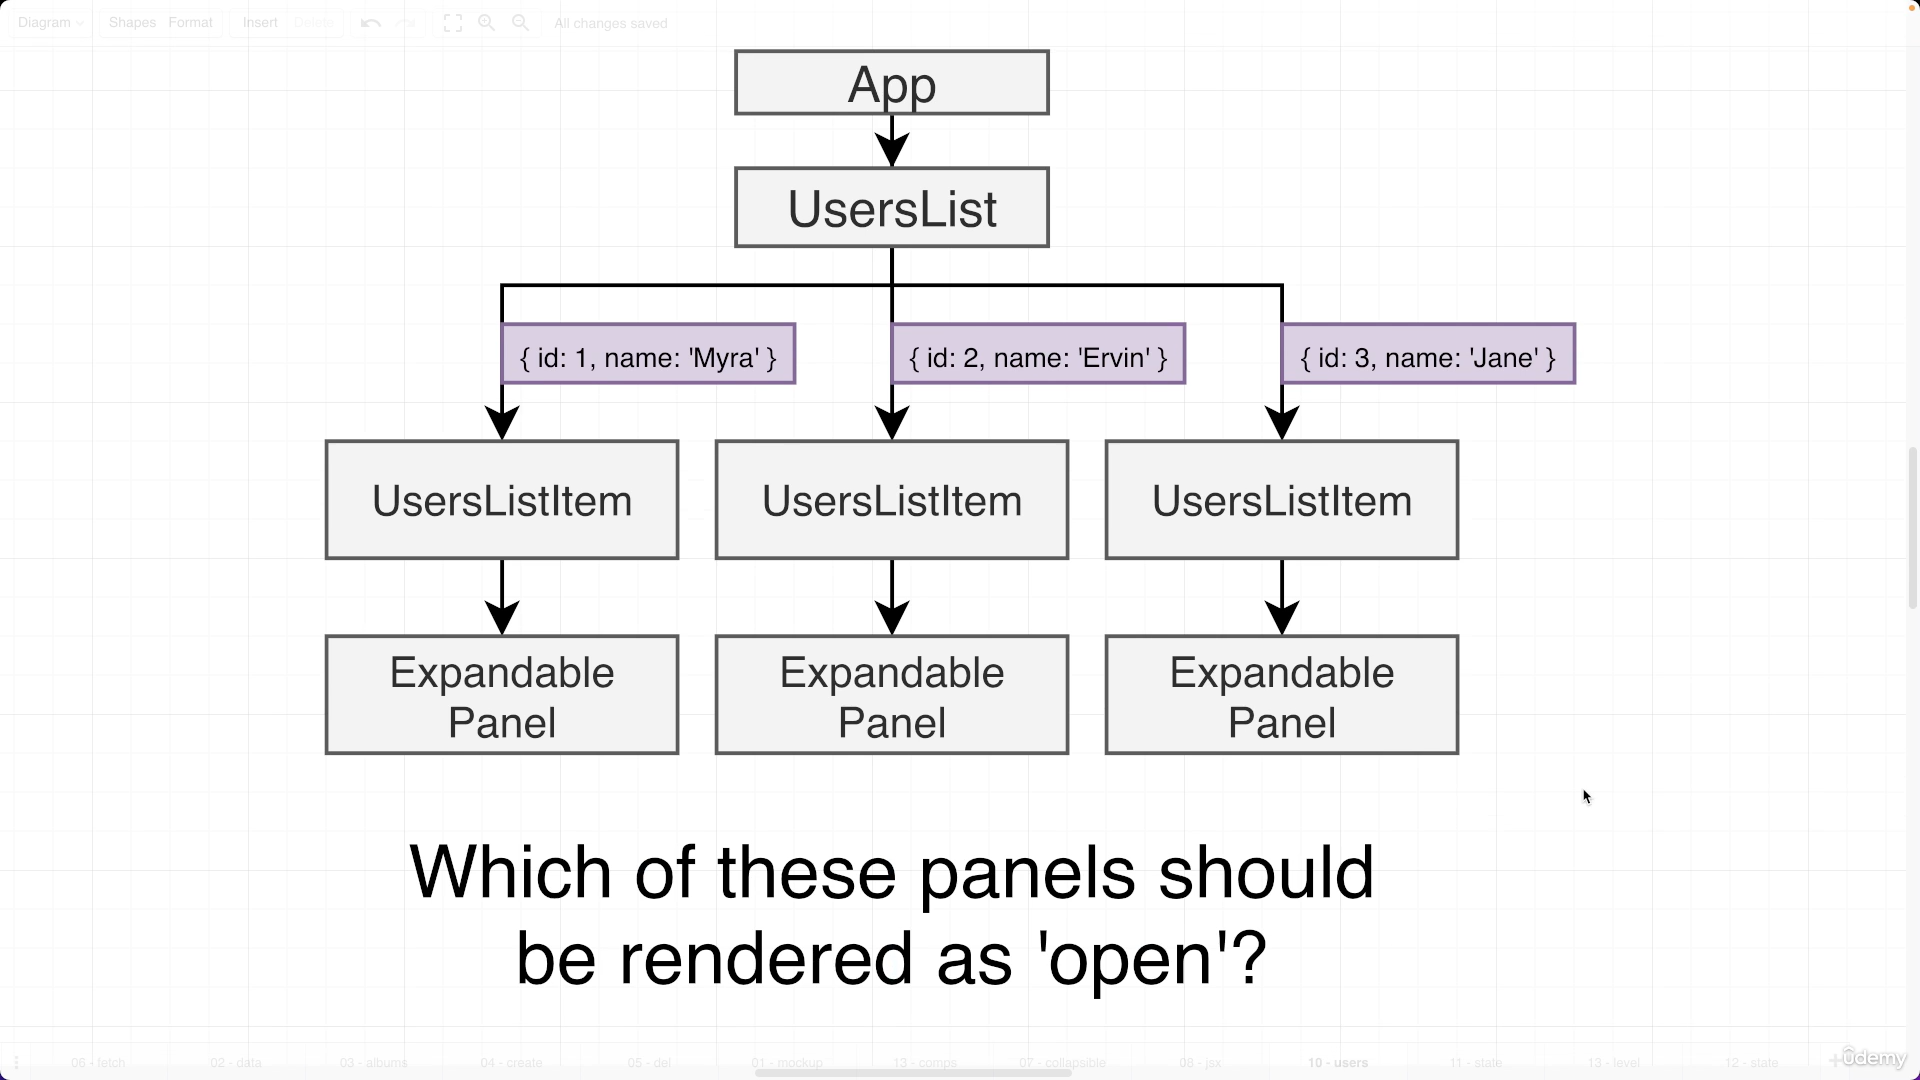 Diagram Shapes Format Insert Delete All changes saved
App
UsersList
{ id: 1, name: 'Myra' } { id: 2, name: 'Ervin' } { id: 3, name: 'Jane' }
UsersListItem UsersListItem UsersListItem
Expandable Expandable Expandable
Panel Panel Panel
Which of these panels should
be rendered as 'open'?
06 - fetch 02 - data 03 - albums 04 - create 05 - del 01 - mockup 13 - comps 07 - collapsible 08 - jsx 10 - users 11 - state 13 - level 12 - state
ûdemy